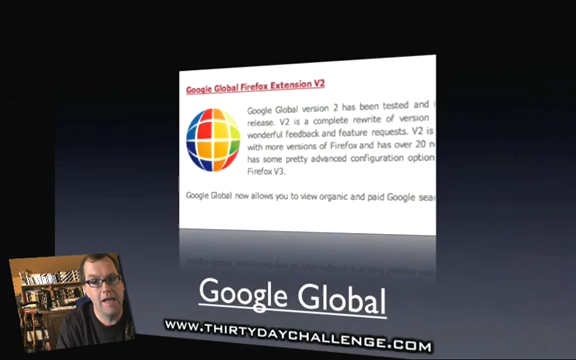 Google Global Firefox Extension V2
Google Global version 2 has been tested and
release. V2 is a complete rewrite of version
wonderful feedback and feature requests. V2 is
with more versions of Firefox and has over 20
has some pretty advanced configuration option
Firefox V3.
Google Global now allows you to view organic and paid Google sea
Google Global
WWW.THIRTYDAYCHALLENGE.COM